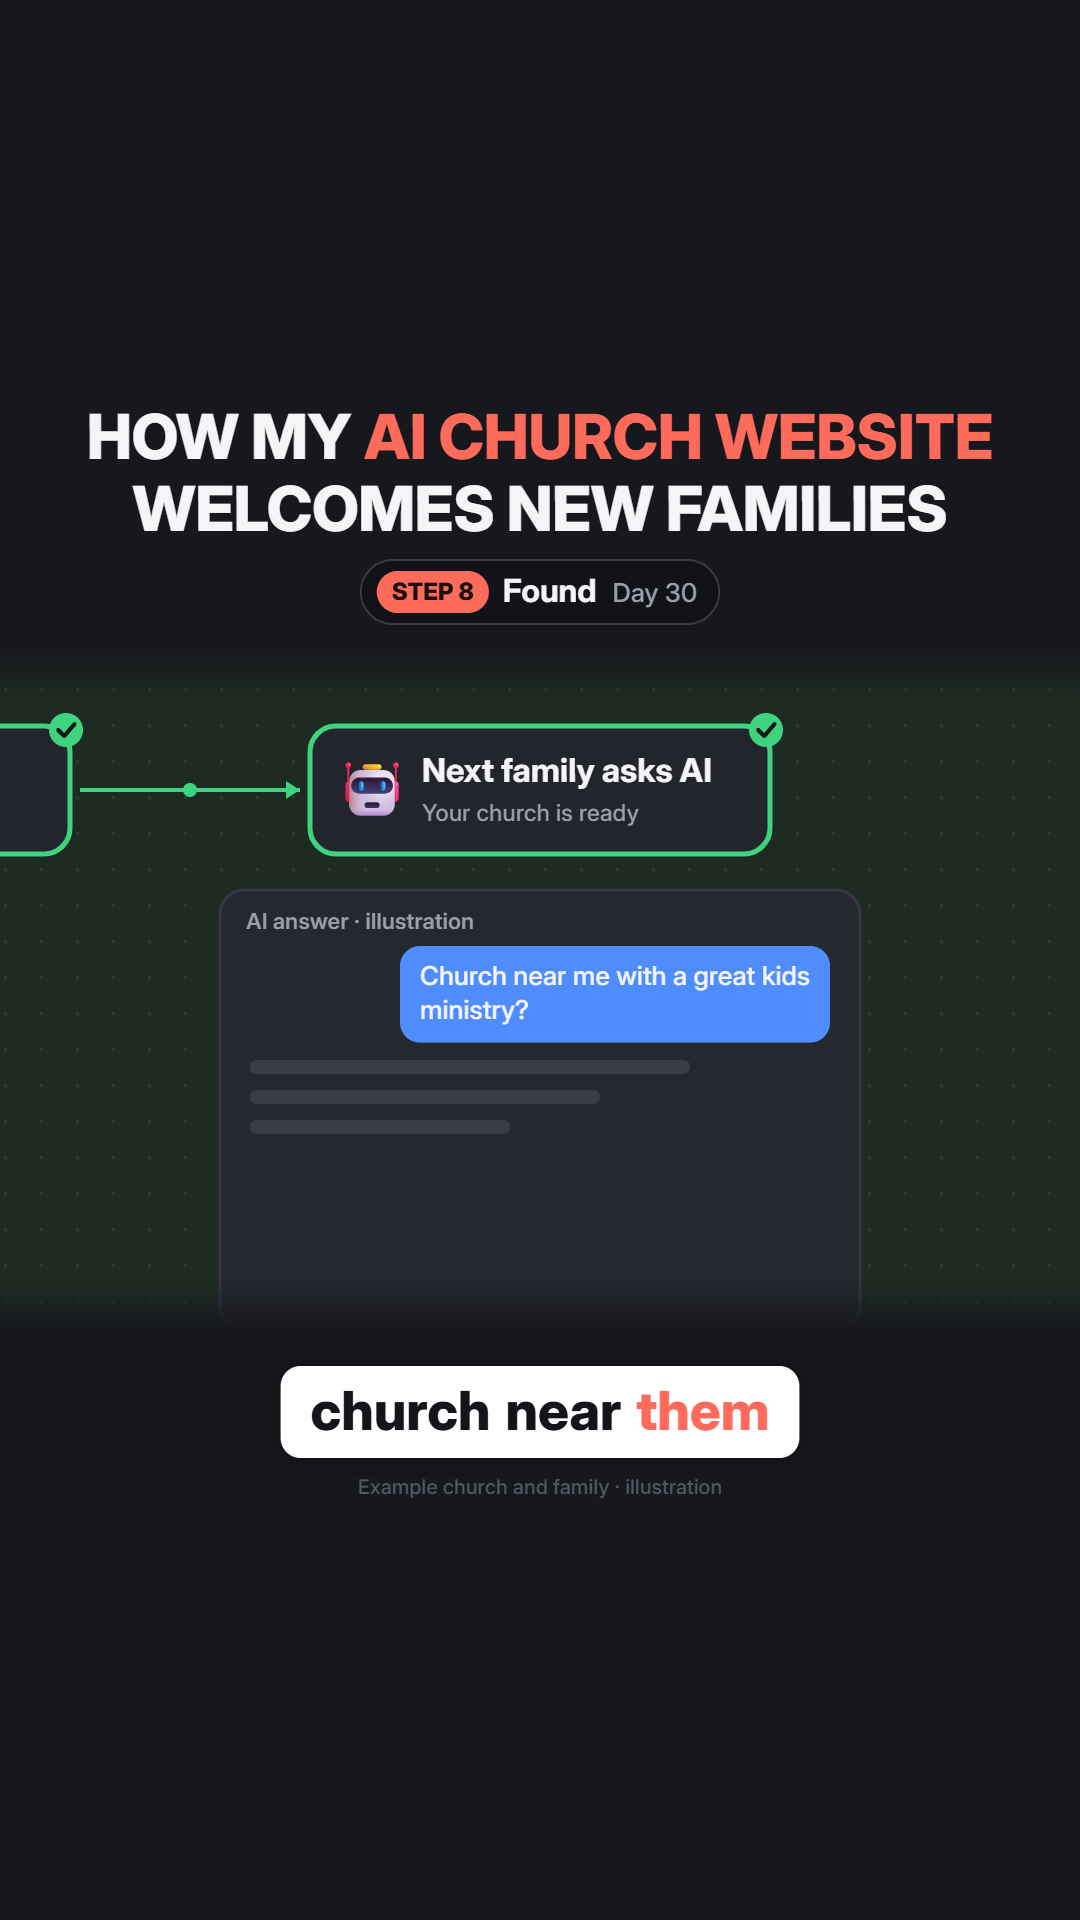 HOW MY AI CHURCH WEBSITE
WELCOMES NEW FAMILIES
STEP 8 Found Day 30
Next family asks AI
Your church is ready
AI answer · illustration
Church near me with a great kids
ministry?
church near them
Example church and family · illustration